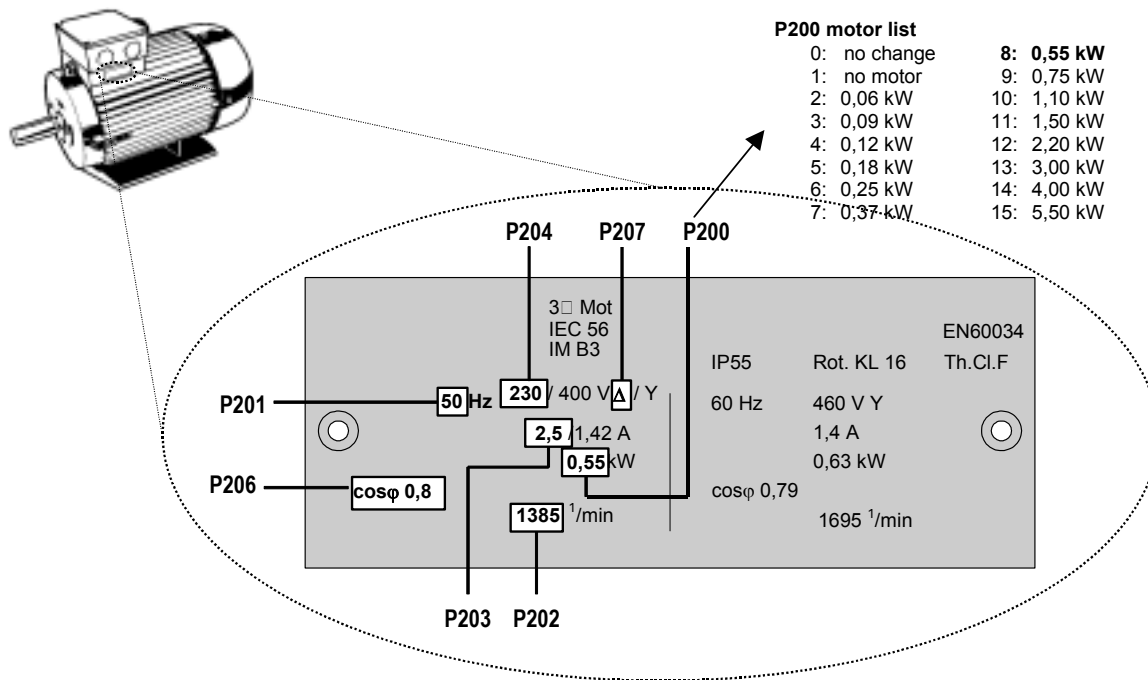 P200 motor list
0: no change 8: 0,55 kW
1: no motor 9: 0,75 kW
2: 0,06 kW 10: 1,10 kW
3: 0,09 kW 11: 1,50 kW
4: 0,12 kW 12: 2,20 kW
5: 0,18 kW 13: 3,00 kW
6: 0,25 kW 14: 4,00 kW
7: 0,37 kW 15: 5,50 kW
P204 P207 P200
3□ Mot
IEC 56
IM B3
EN60034
IP55 Rot. KL 16 Th.Cl.F
P201 50 Hz 230 / 400 V Δ / Y
60 Hz 460 V Y
2,5 /1,42 A 1,4 A
0,55 kW 0,63 kW
P206 cosφ 0,8 cosφ 0,79
1385 ¹/min 1695 ¹/min
P203 P202